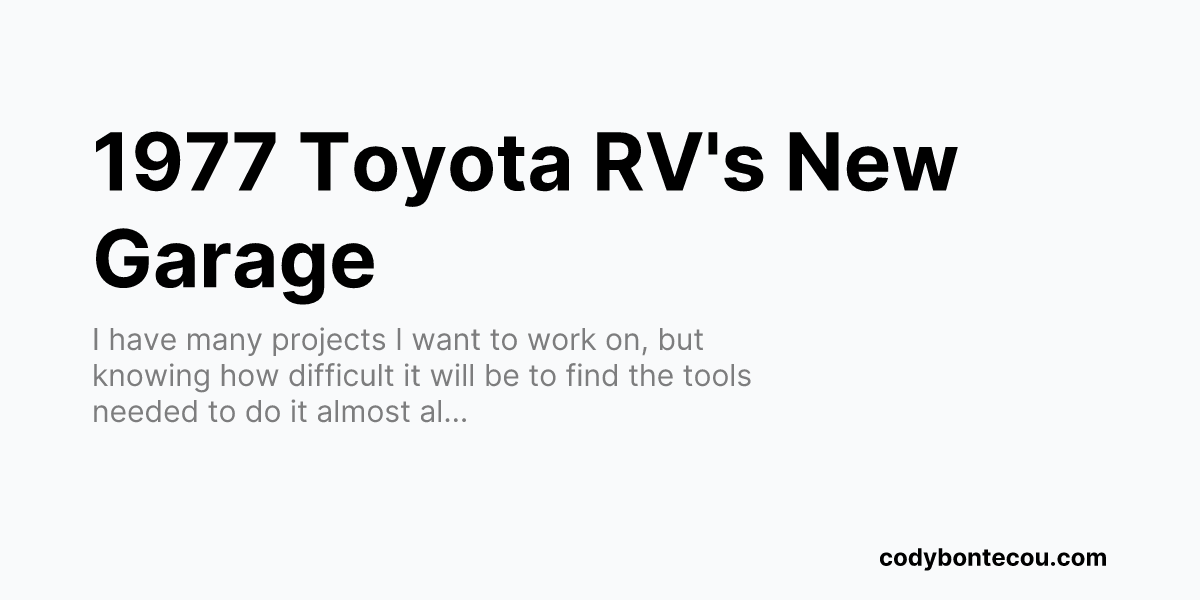 1977 Toyota RV's New
Garage
I have many projects I want to work on, but
knowing how difficult it will be to find the tools
needed to do it almost al...
codybontecou.com